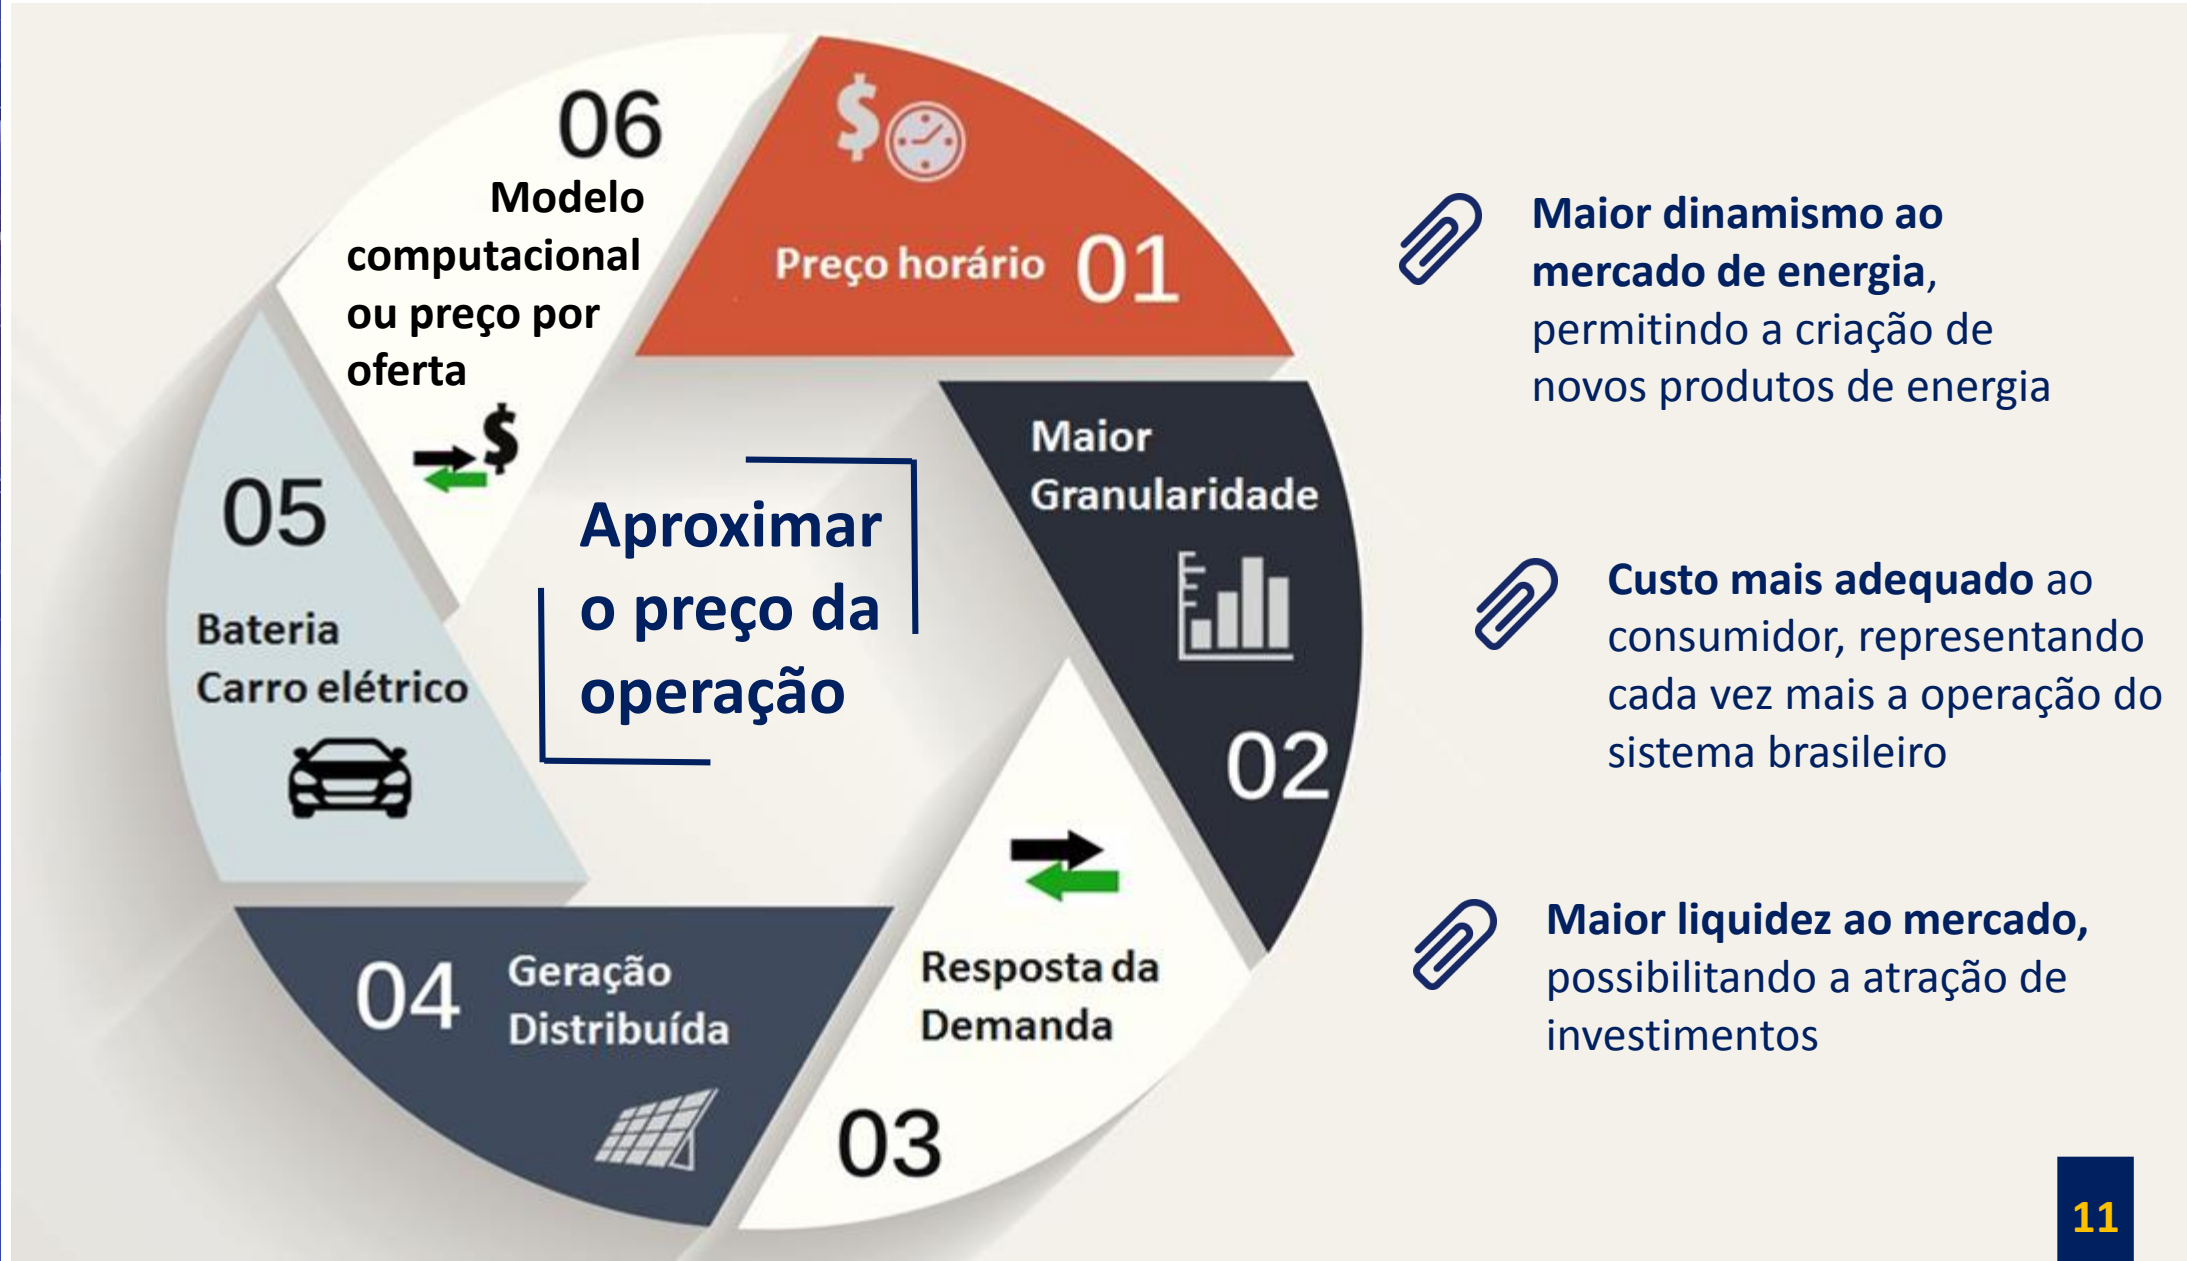 06
Modelo
computacional
ou preço por
oferta
$
$
Preço horário 01
Maior
Granularidade
02
Resposta da
Demanda
03
04
Geração
Distribuída
05
Bateria
Carro elétrico
Aproximar
o preço da
operação
Maior dinamismo ao
mercado de energia,
permitindo a criação de
novos produtos de energia
Custo mais adequado ao
consumidor, representando
cada vez mais a operação do
sistema brasileiro
Maior liquidez ao mercado,
possibilitando a atração de
investimentos
11